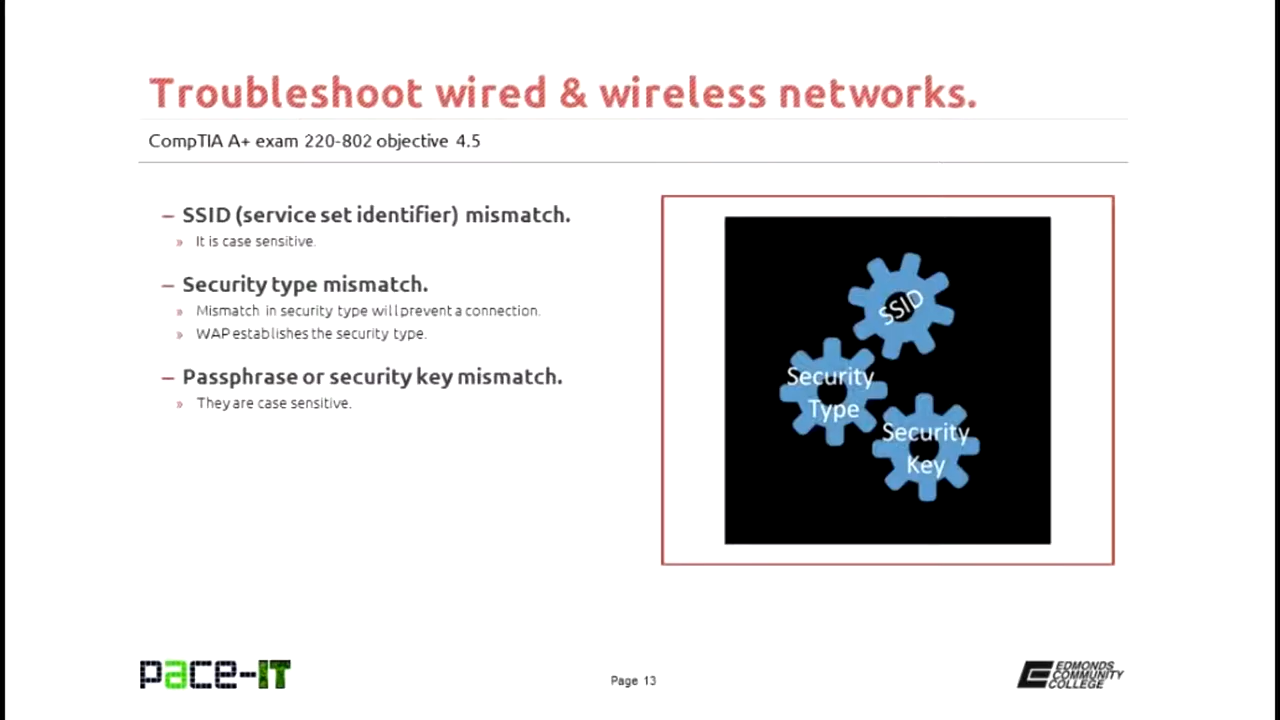 Troubleshoot wired & wireless networks.
CompTIA A+ exam 220-802 objective 4.5
– SSID (service set identifier) mismatch.
» It is case sensitive.
– Security type mismatch.
» Mismatch in security type will prevent a connection.
» WAP establishes the security type.
– Passphrase or security key mismatch.
» They are case sensitive.
SSID
Security
Type
Security
Key
pace-IT
Page 13
EDMONDS
COMMUNITY
COLLEGE